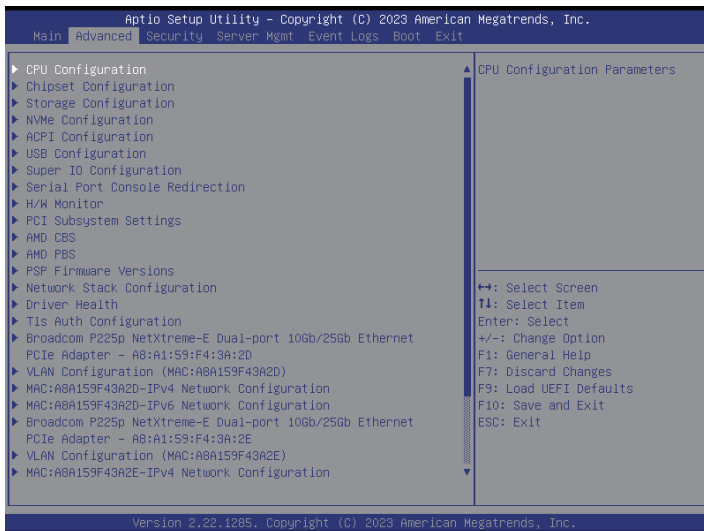 Aptio Setup Utility – Copyright (C) 2023 American Megatrends, Inc.
Main Advanced Security Server Mgmt Event Logs Boot Exit
CPU Configuration
Chipset Configuration
Storage Configuration
NVMe Configuration
ACPI Configuration
USB Configuration
Super IO Configuration
Serial Port Console Redirection
H/W Monitor
PCI Subsystem Settings
AMD CBS
AMD PBS
PSP Firmware Versions
Network Stack Configuration
Driver Health
Tls Auth Configuration
Broadcom P225p NetXtreme-E Dual-port 10Gb/25Gb Ethernet
PCIe Adapter – A8:A1:59:F4:3A:2D
VLAN Configuration (MAC:A8A159F43A2D)
MAC:A8A159F43A2D-IPv4 Network Configuration
MAC:A8A159F43A2D-IPv6 Network Configuration
Broadcom P225p NetXtreme-E Dual-port 10Gb/25Gb Ethernet
PCIe Adapter – A8:A1:59:F4:3A:2E
VLAN Configuration (MAC:A8A159F43A2E)
MAC:A8A159F43A2E-IPv4 Network Configuration
CPU Configuration Parameters
↔: Select Screen
↑↓: Select Item
Enter: Select
+/-: Change Option
F1: General Help
F7: Discard Changes
F9: Load UEFI Defaults
F10: Save and Exit
ESC: Exit
Version 2.22.1285. Copyright (C) 2023 American Megatrends, Inc.